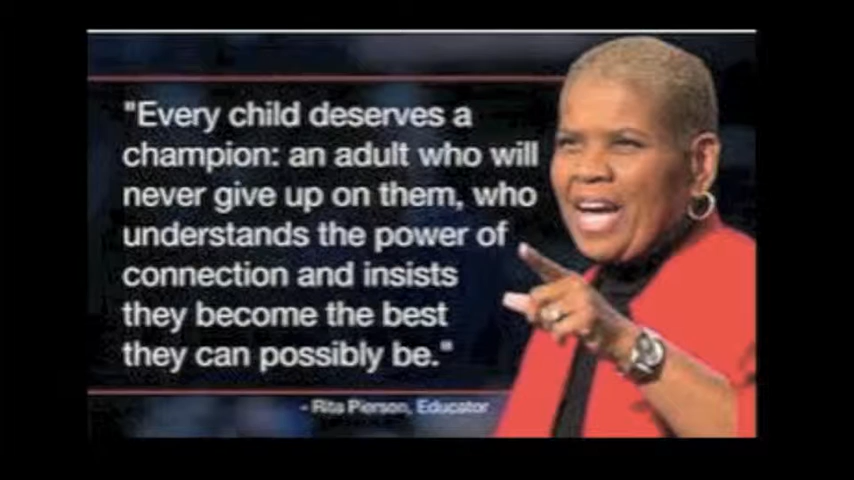 "Every child deserves a
champion: an adult who will
never give up on them, who
understands the power of
connection and insists
they become the best
they can possibly be."
- Rita Pierson, Educator